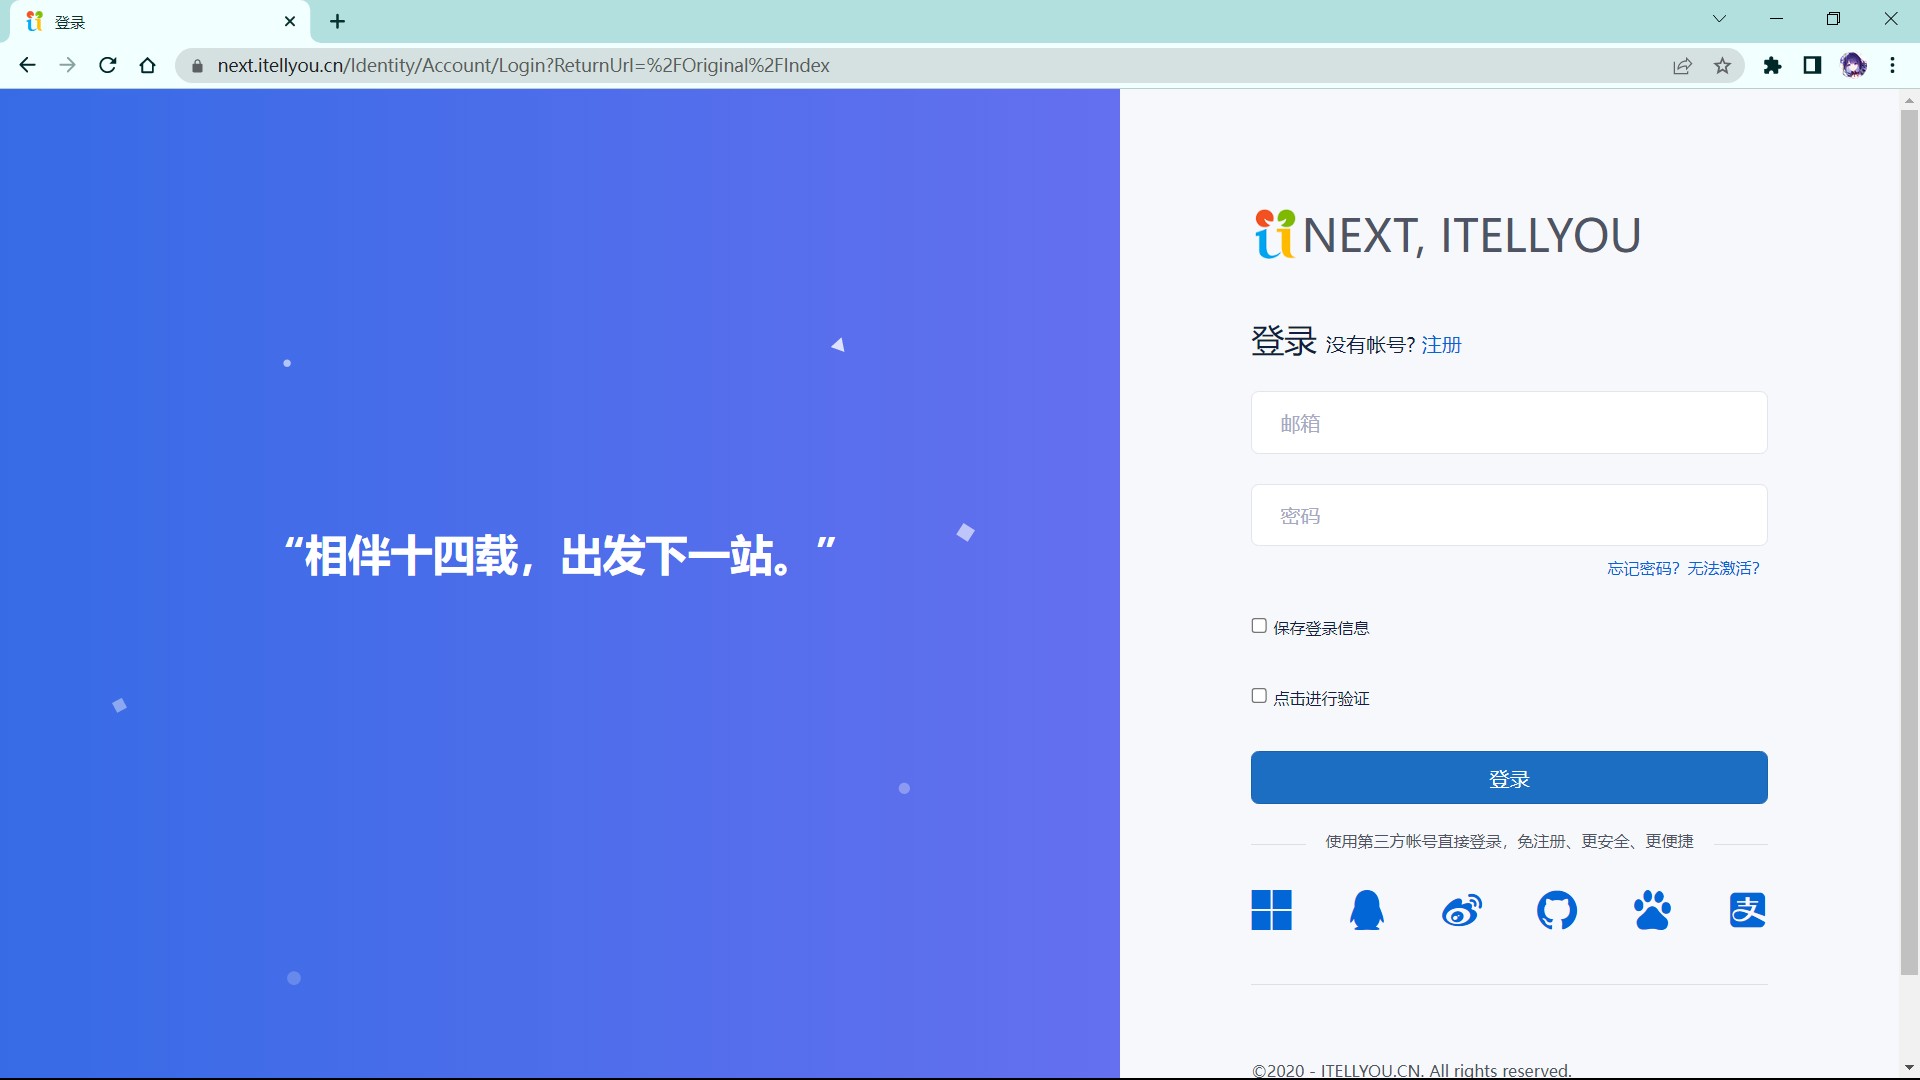 登录
next.itellyou.cn/Identity/Account/Login?ReturnUrl=%2FOriginal%2FIndex
“相伴十四载，出发下一站。”
NEXT, ITELLYOU
登录 没有帐号? 注册
邮箱
密码
忘记密码? 无法激活?
保存登录信息
点击进行验证
登录
使用第三方帐号直接登录，免注册、更安全、更便捷
支
©2020 - ITELLYOU.CN. All rights reserved.